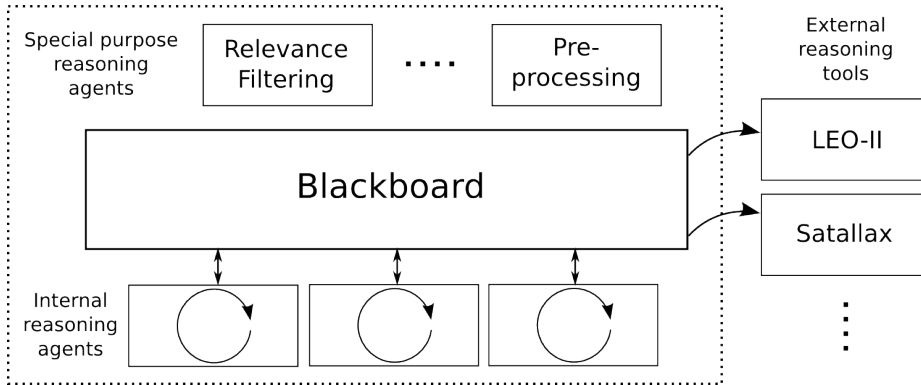 Special purpose
reasoning
agents
Relevance
Filtering
....
Pre-
processing
External
reasoning
tools
LEO-II
Blackboard
Satallax
Internal
reasoning
agents